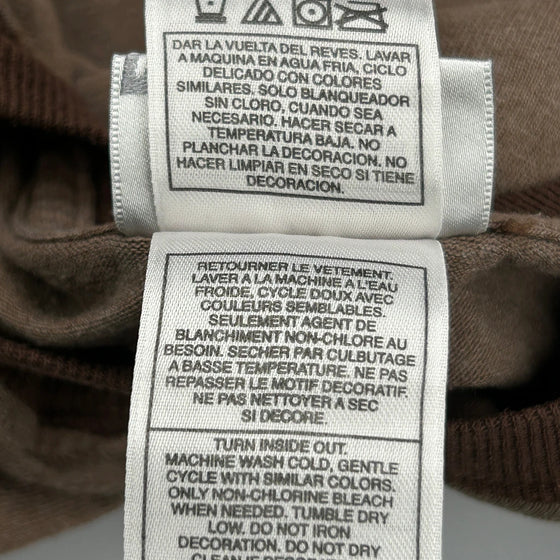 DAR LA VUELTA DEL REVES. LAVAR
A MAQUINA EN AGUA FRIA, CICLO
DELICADO CON COLORES
SIMILARES. SOLO BLANQUEADOR
SIN CLORO, CUANDO SEA
NECESARIO. HACER SECAR A
TEMPERATURA BAJA. NO
PLANCHAR LA DECORACION. NO
HACER LIMPIAR EN SECO SI TIENE
DECORACION.
RETOURNER LE VETEMENT.
LAVER A LA MACHINE A L'EAU
FROIDE, CYCLE DOUX AVEC
COULEURS SEMBLABLES.
SEULEMENT AGENT DE
BLANCHIMENT NON-CHLORE AU
BESOIN. SECHER PAR CULBUTAGE
A BASSE TEMPERATURE. NE PAS
REPASSER LE MOTIF DECORATIF.
NE PAS NETTOYER A SEC
SI DECORE.
TURN INSIDE OUT.
MACHINE WASH COLD, GENTLE
CYCLE WITH SIMILAR COLORS.
ONLY NON-CHLORINE BLEACH
WHEN NEEDED. TUMBLE DRY
LOW. DO NOT IRON
DECORATION. DO NOT DRY
CLEAN IF